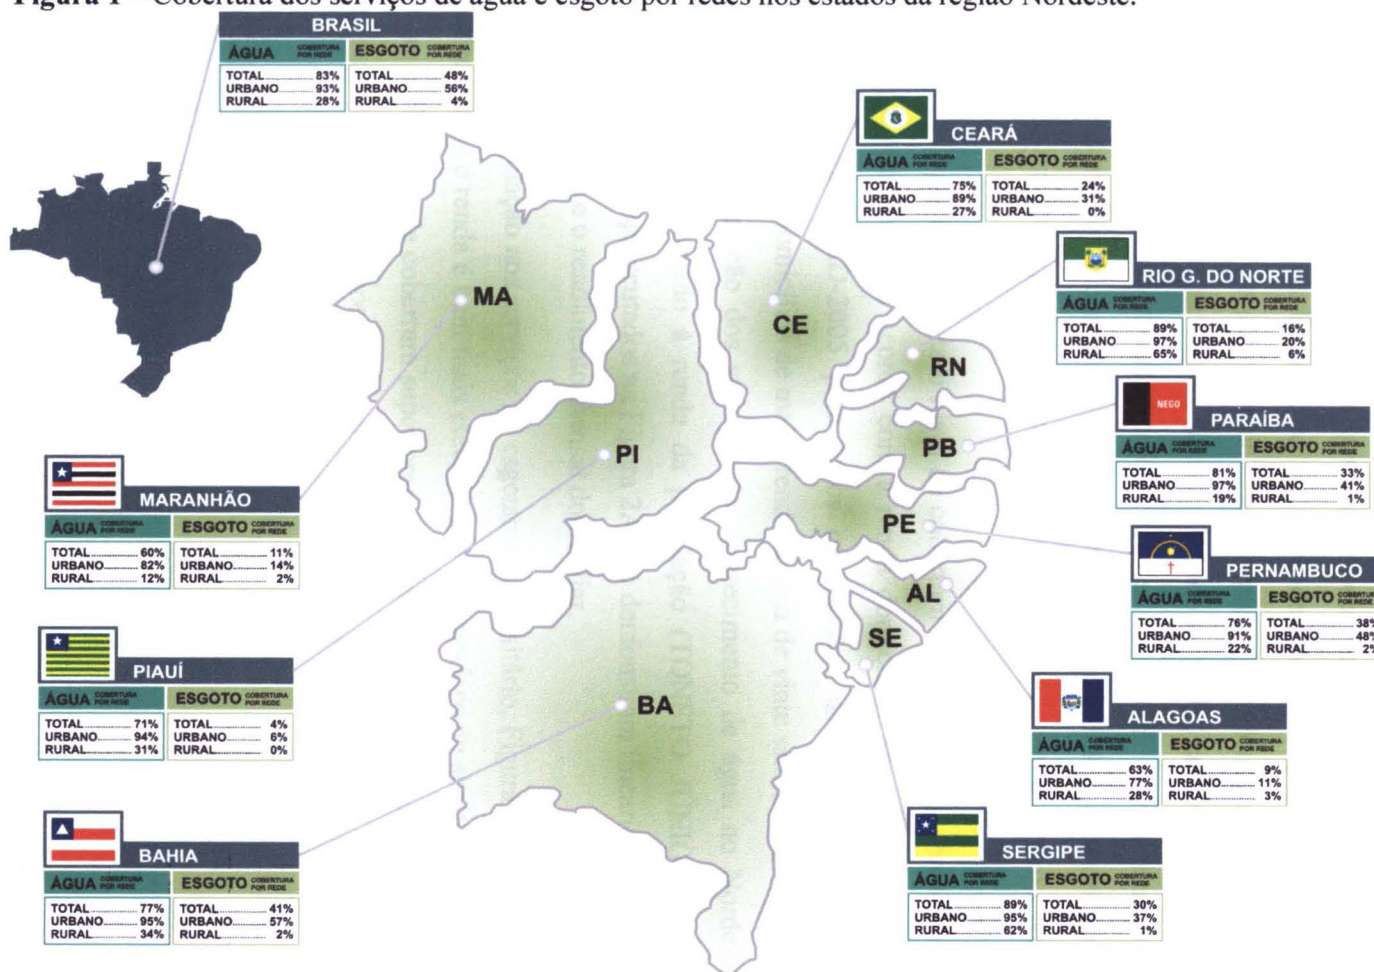 Figura 1 – Cobertura dos serviços de água e esgoto por redes nos estados da região Nordeste.
BRASIL
ÁGUA COBERTURA POR REDE ESGOTO COBERTURA POR REDE
TOTAL 83% TOTAL 48%
URBANO 93% URBANO 56%
RURAL 28% RURAL 4%
CEARÁ
ÁGUA COBERTURA POR REDE ESGOTO COBERTURA POR REDE
TOTAL 75% TOTAL 24%
URBANO 89% URBANO 31%
RURAL 27% RURAL 0%
RIO G. DO NORTE
ÁGUA COBERTURA POR REDE ESGOTO COBERTURA POR REDE
TOTAL 89% TOTAL 16%
URBANO 97% URBANO 20%
RURAL 65% RURAL 6%
NEGO
PARAÍBA
ÁGUA COBERTURA POR REDE ESGOTO COBERTURA POR REDE
TOTAL 81% TOTAL 33%
URBANO 97% URBANO 41%
RURAL 19% RURAL 1%
MA
CE
RN
PI
PB
PE
AL
SE
BA
MARANHÃO
ÁGUA COBERTURA POR REDE ESGOTO COBERTURA POR REDE
TOTAL 60% TOTAL 11%
URBANO 82% URBANO 14%
RURAL 12% RURAL 2%
PERNAMBUCO
ÁGUA COBERTURA POR REDE ESGOTO COBERTURA POR REDE
TOTAL 76% TOTAL 38%
URBANO 91% URBANO 48%
RURAL 22% RURAL 2%
PIAUÍ
ÁGUA COBERTURA POR REDE ESGOTO COBERTURA POR REDE
TOTAL 71% TOTAL 4%
URBANO 94% URBANO 6%
RURAL 31% RURAL 0%
ALAGOAS
ÁGUA COBERTURA POR REDE ESGOTO COBERTURA POR REDE
TOTAL 63% TOTAL 9%
URBANO 77% URBANO 11%
RURAL 28% RURAL 3%
BAHIA
ÁGUA COBERTURA POR REDE ESGOTO COBERTURA POR REDE
TOTAL 77% TOTAL 41%
URBANO 95% URBANO 57%
RURAL 34% RURAL 2%
SERGIPE
ÁGUA COBERTURA POR REDE ESGOTO COBERTURA POR REDE
TOTAL 89% TOTAL 30%
URBANO 95% URBANO 37%
RURAL 62% RURAL 1%